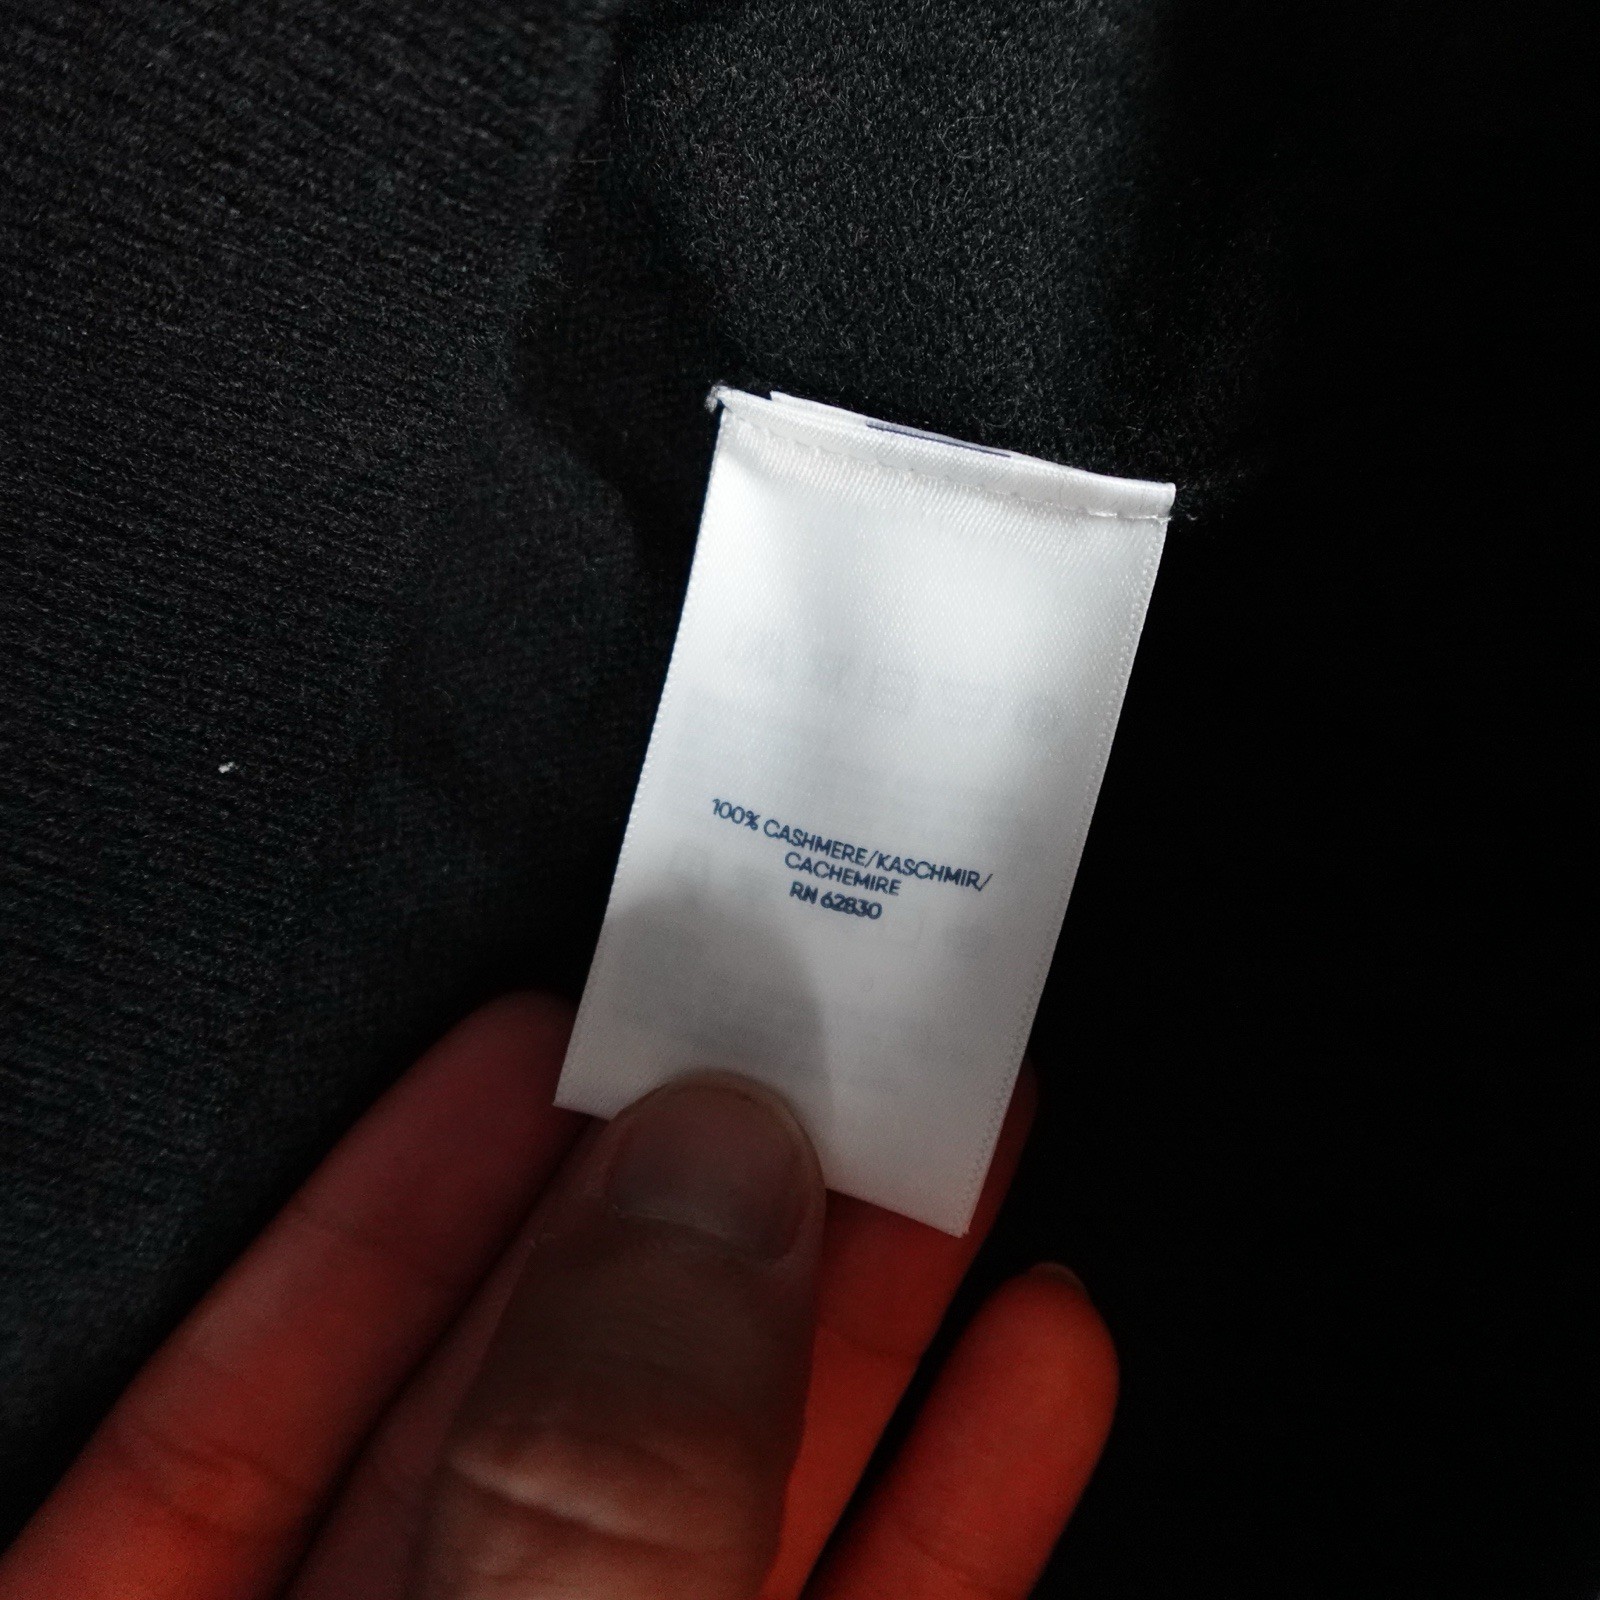 100% CASHMERE/KASCHMIR/
CACHEMIRE
RN 62830